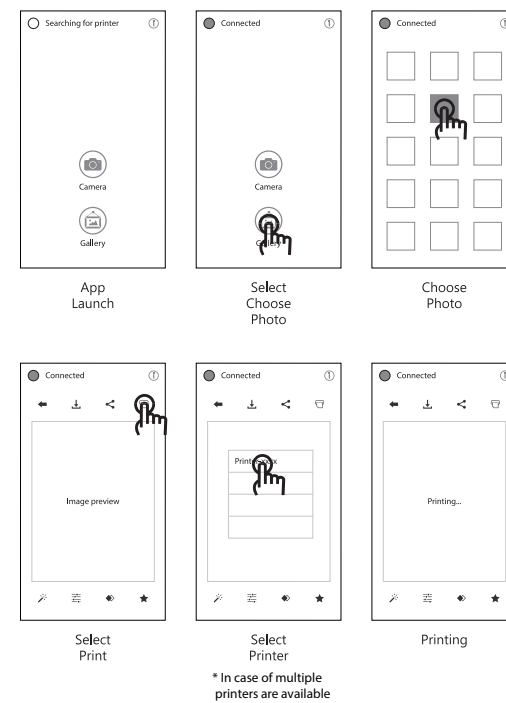 Searching for printer
Camera
Gallery
App
Launch
Connected
Camera
Select
Choose
Photo
Connected
Choose
Photo
Connected
Image preview
Select
Print
Connected
Select
Printer
* In case of multiple
printers are available
Connected
Printing...
Printing